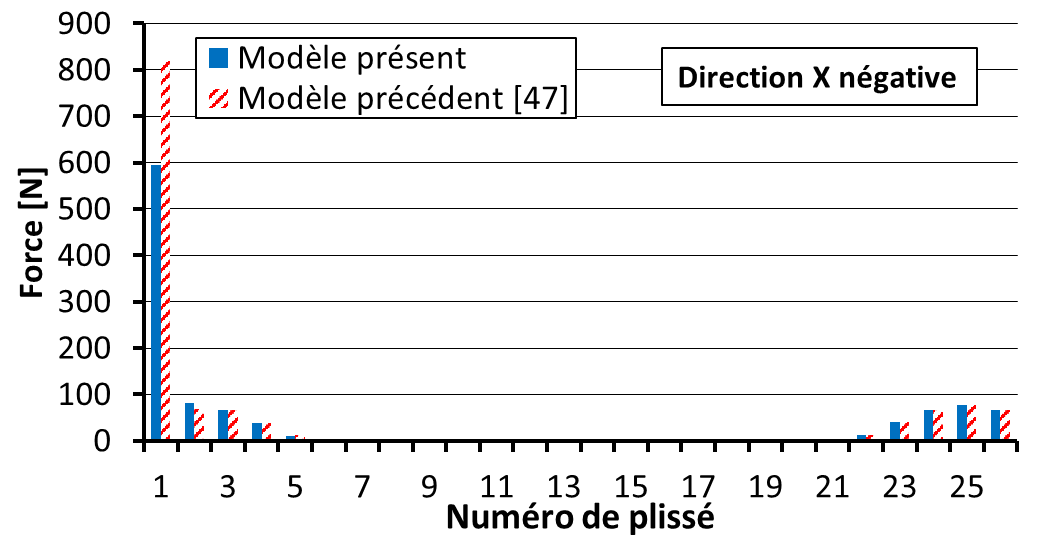 900
800
700
600
500
400
300
200
100
0
Force [N]
Modèle présent
Modèle précédent [47]
Direction X négative
1 3 5 7 9 11 13 15 17 19 21 23 25
Numéro de plissé